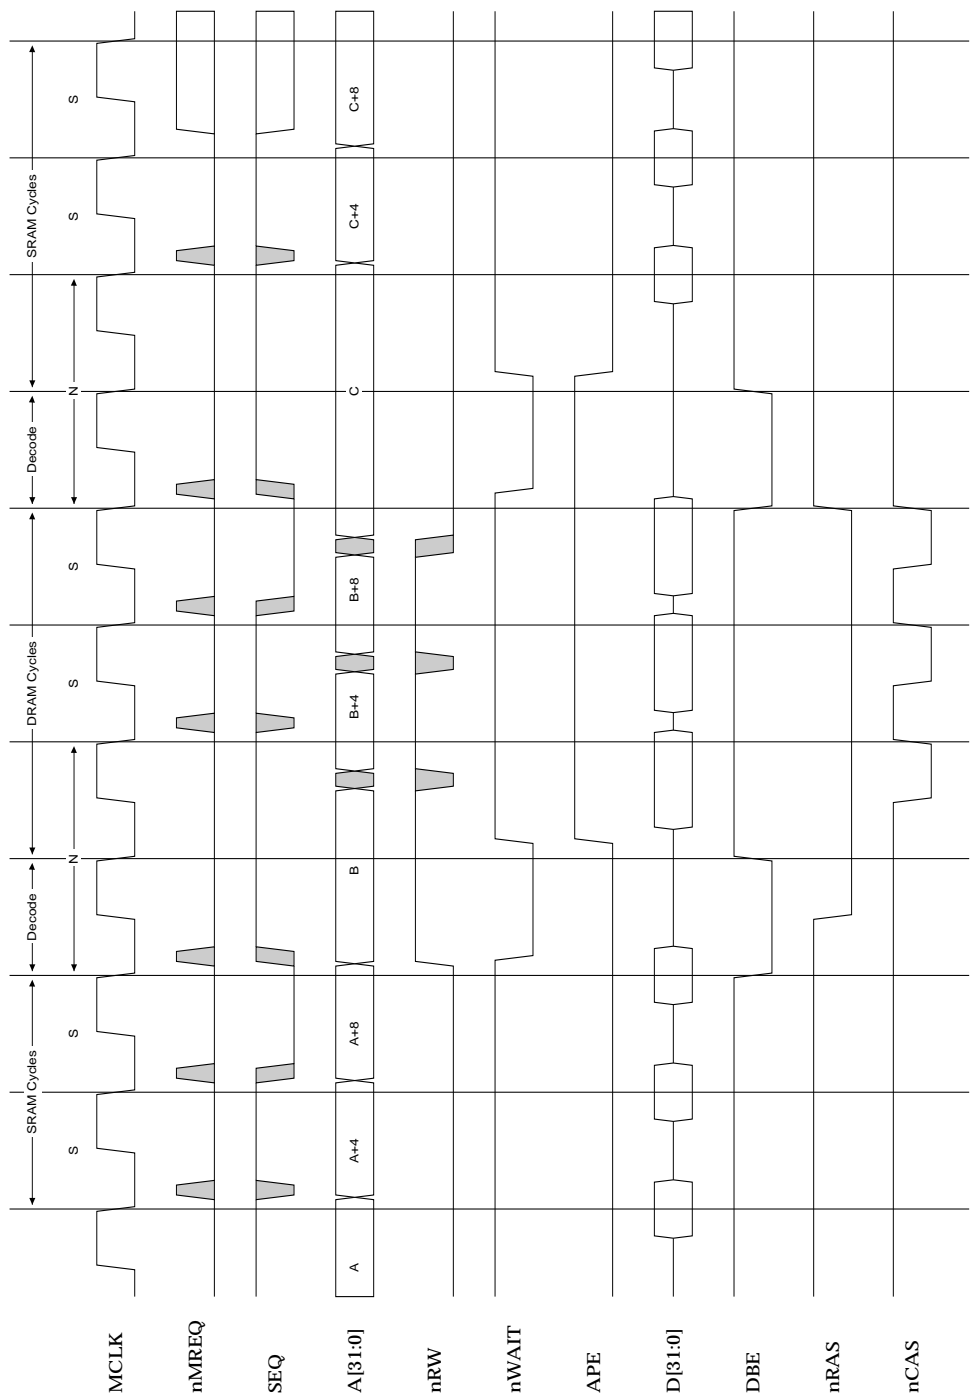 SRAM Cycles Decode DRAM Cycles Decode SRAM Cycles
S S N S S N S S
MCLK
nMREQ
SEQ
A[31:0] A A+4 A+8 B B+4 B+8 C C+4 C+8
nRW
nWAIT
APE
D[31:0]
DBE
nRAS
nCAS